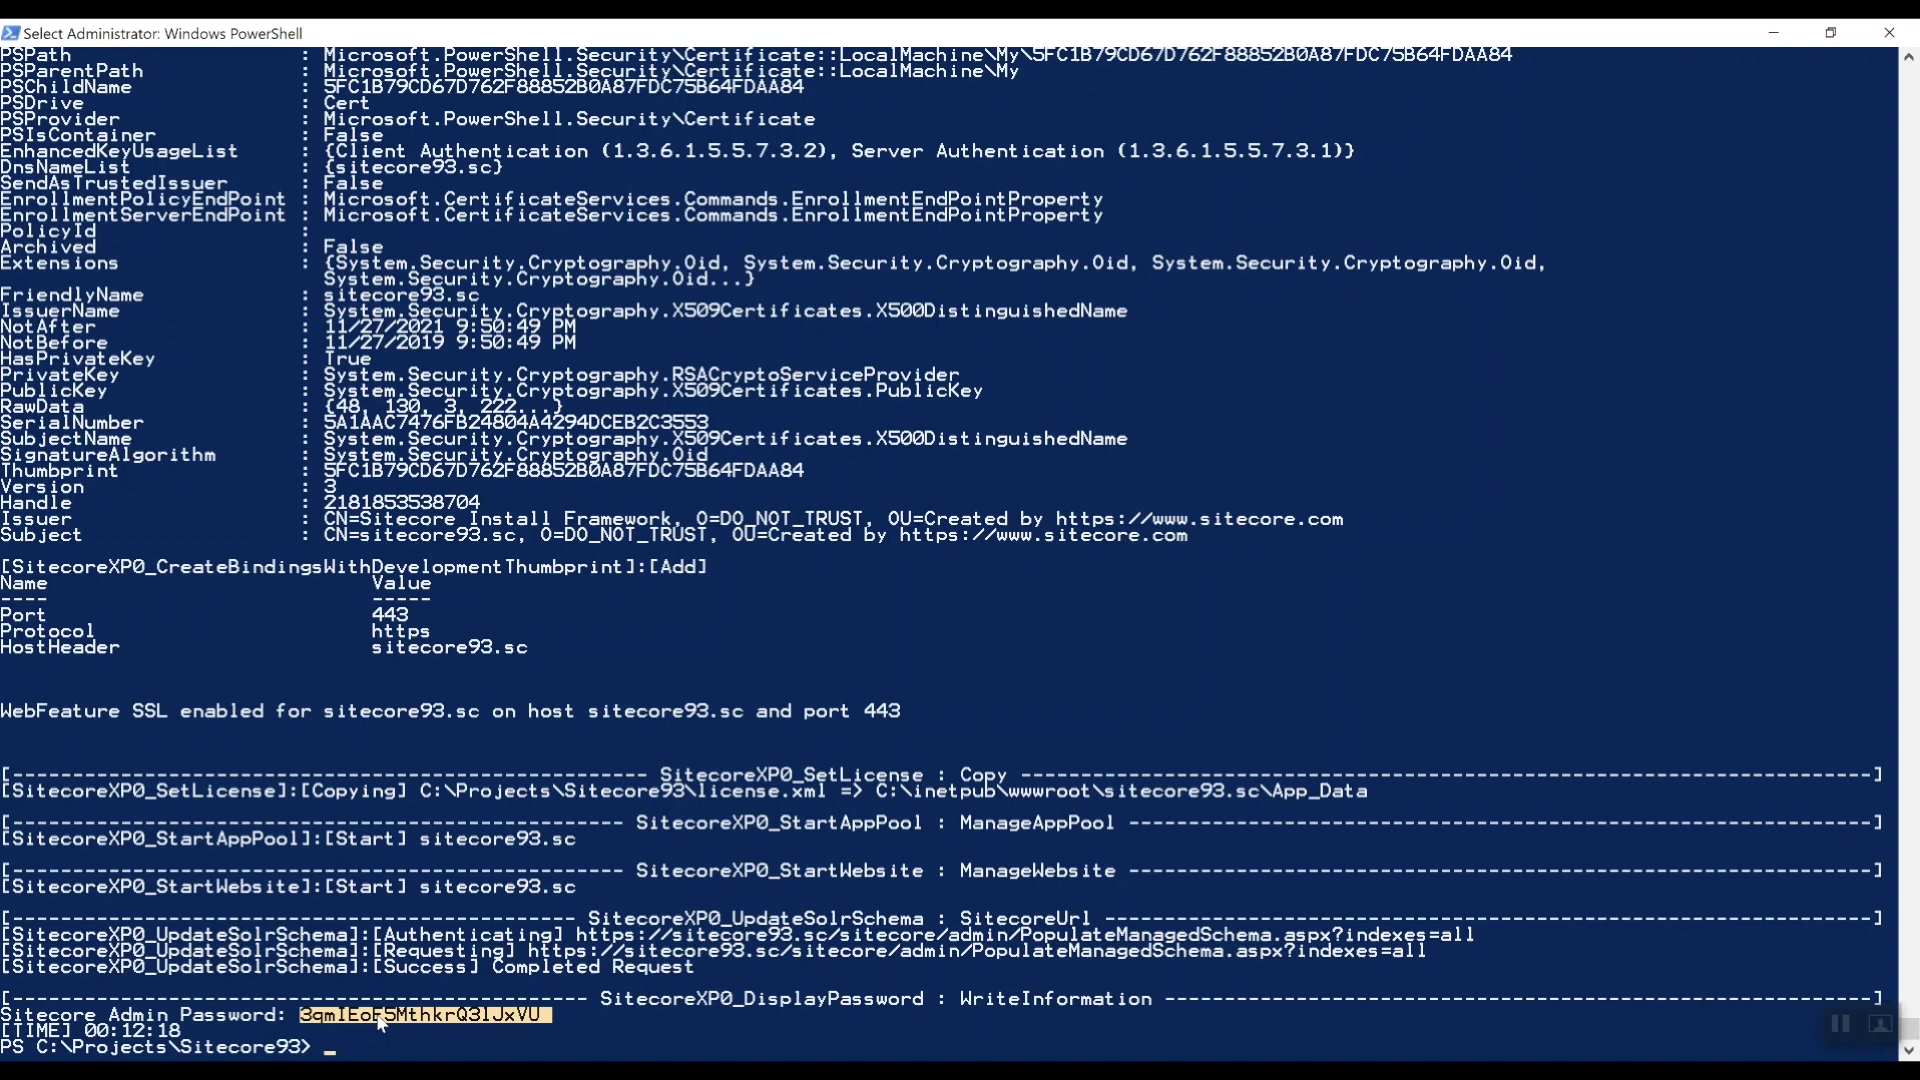 Select Administrator: Windows PowerShell
PSPath : Microsoft.PowerShell.Security\Certificate::LocalMachine\My\5FC1B79CD67D762F88852B0A87FDC75B64FDAA84
PSParentPath : Microsoft.PowerShell.Security\Certificate::LocalMachine\My
PSChildName : 5FC1B79CD67D762F88852B0A87FDC75B64FDAA84
PSDrive : Cert
PSProvider : Microsoft.PowerShell.Security\Certificate
PSIsContainer : False
EnhancedKeyUsageList : {Client Authentication (1.3.6.1.5.5.7.3.2), Server Authentication (1.3.6.1.5.5.7.3.1)}
DnsNameList : {sitecore93.sc}
SendAsTrustedIssuer : False
EnrollmentPolicyEndPoint : Microsoft.CertificateServices.Commands.EnrollmentEndPointProperty
EnrollmentServerEndPoint : Microsoft.CertificateServices.Commands.EnrollmentEndPointProperty
PolicyId :
Archived : False
Extensions : {System.Security.Cryptography.Oid, System.Security.Cryptography.Oid, System.Security.Cryptography.Oid,
System.Security.Cryptography.Oid...}
FriendlyName : sitecore93.sc
IssuerName : System.Security.Cryptography.X509Certificates.X500DistinguishedName
NotAfter : 11/27/2021 9:50:49 PM
NotBefore : 11/27/2019 9:50:49 PM
HasPrivateKey : True
PrivateKey : System.Security.Cryptography.RSACryptoServiceProvider
PublicKey : System.Security.Cryptography.X509Certificates.PublicKey
RawData : {48, 130, 3, 222...}
SerialNumber : 5A1AAC7476FB24804A4294DCEB2C3553
SubjectName : System.Security.Cryptography.X509Certificates.X500DistinguishedName
SignatureAlgorithm : System.Security.Cryptography.Oid
Thumbprint : 5FC1B79CD67D762F88852B0A87FDC75B64FDAA84
Version : 3
Handle : 2181853538704
Issuer : CN=Sitecore Install Framework, O=DO_NOT_TRUST, OU=Created by https://www.sitecore.com
Subject : CN=sitecore93.sc, O=DO_NOT_TRUST, OU=Created by https://www.sitecore.com
[SitecoreXP0_CreateBindingsWithDevelopmentThumbprint]:[Add]
Name Value
---- -----
Port 443
Protocol https
HostHeader sitecore93.sc
WebFeature SSL enabled for sitecore93.sc on host sitecore93.sc and port 443
[----------------------------------------------------- SitecoreXP0_SetLicense : Copy -----------------------------------------------------------------------]
[SitecoreXP0_SetLicense]:[Copying] C:\Projects\Sitecore93\license.xml => C:\inetpub\wwwroot\sitecore93.sc\App_Data
[--------------------------------------------------- SitecoreXP0_StartAppPool : ManageAppPool --------------------------------------------------------------]
[SitecoreXP0_StartAppPool]:[Start] sitecore93.sc
[--------------------------------------------------- SitecoreXP0_StartWebsite : ManageWebsite --------------------------------------------------------------]
[SitecoreXP0_StartWebsite]:[Start] sitecore93.sc
[----------------------------------------------- SitecoreXP0_UpdateSolrSchema : SitecoreUrl ----------------------------------------------------------------]
[SitecoreXP0_UpdateSolrSchema]:[Authenticating] https://sitecore93.sc/sitecore/admin/PopulateManagedSchema.aspx?indexes=all
[SitecoreXP0_UpdateSolrSchema]:[Requesting] https://sitecore93.sc/sitecore/admin/PopulateManagedSchema.aspx?indexes=all
[SitecoreXP0_UpdateSolrSchema]:[Success] Completed Request
[------------------------------------------------ SitecoreXP0_DisplayPassword : WriteInformation -----------------------------------------------------------]
Sitecore Admin Password: 3qmIEoF5MthkrQ3lJxVU
[TIME] 00:12:18
PS C:\Projects\Sitecore93> _